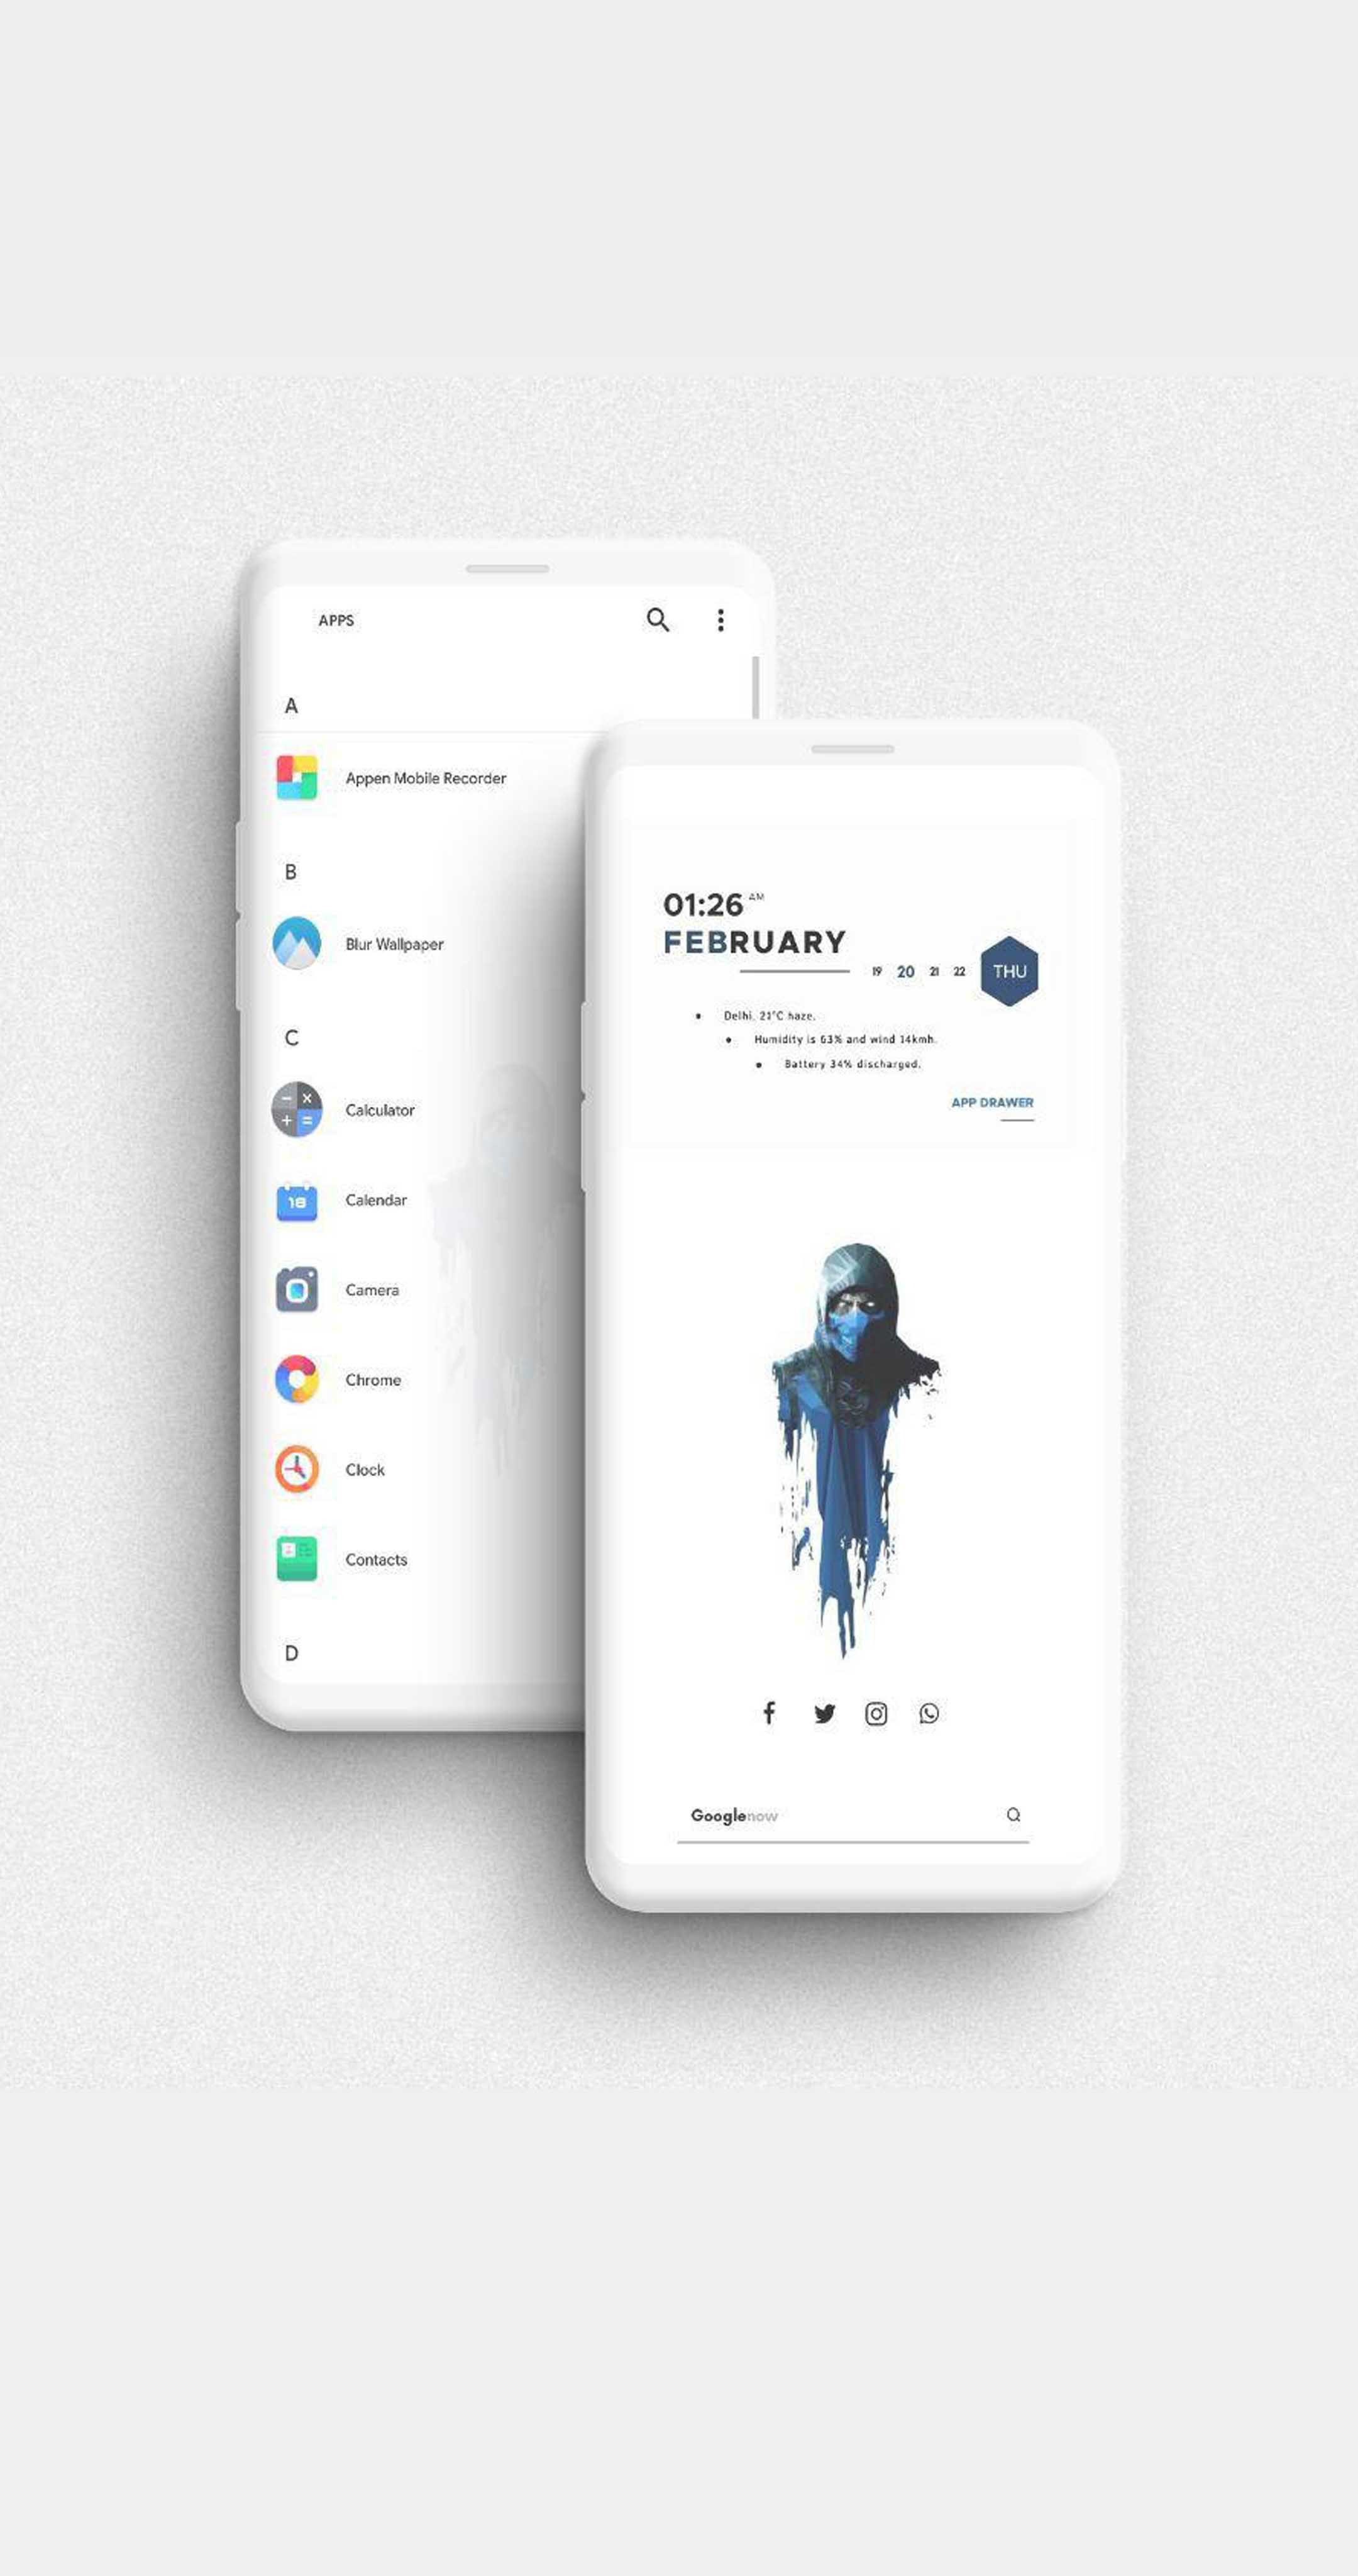 APPS
A
Appen Mobile Recorder
B
Blur Wallpaper
C
Calculator
18
Calendar
Camera
Chrome
Clock
Contacts
D
01:26 AM
FEBRUARY
19 20 21 22 THU
• Delhi, 21°C haze.
• Humidity is 63% and wind 14kmh.
• Battery 34% discharged.
APP DRAWER
Googlenow